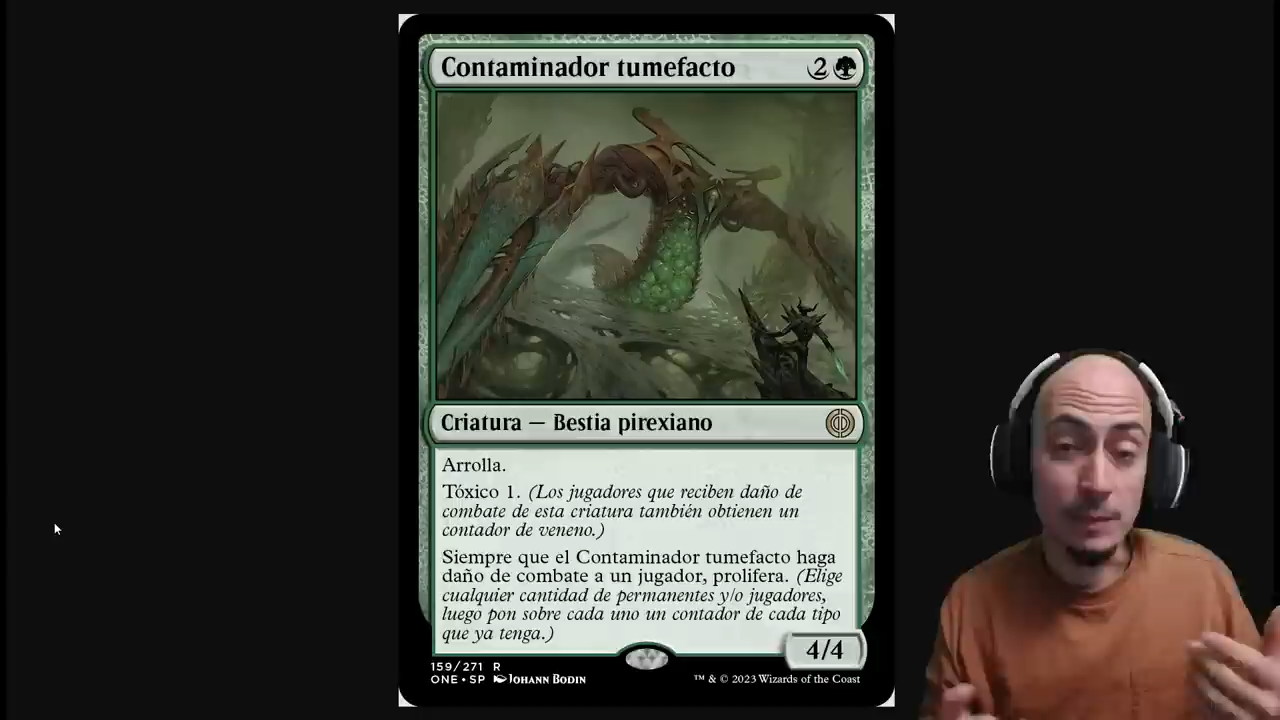 Contaminador tumefacto 2
Criatura — Bestia pirexiano
Arrolla.
Tóxico 1. (Los jugadores que reciben daño de
combate de esta criatura también obtienen un
contador de veneno.)
Siempre que el Contaminador tumefacto haga
daño de combate a un jugador, prolifera. (Elige
cualquier cantidad de permanentes y/o jugadores,
luego pon sobre cada uno un contador de cada tipo
que ya tenga.)
4/4
159/271 R
ONE • SP Johann Bodin
™ & © 2023 Wizards of the Coast